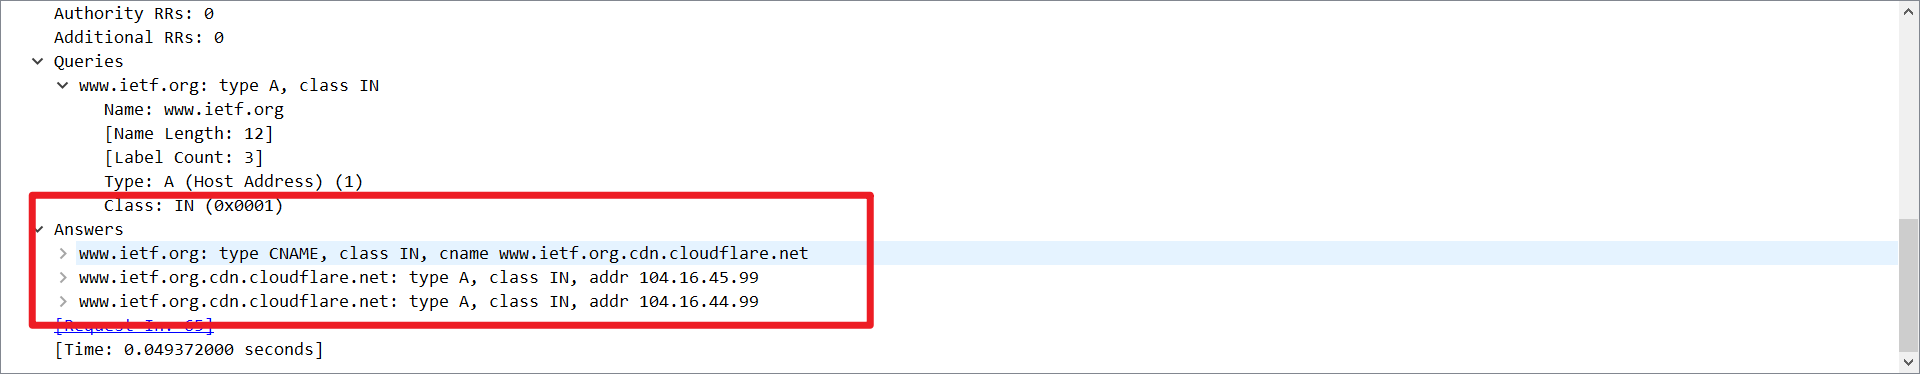 Authority RRs: 0
Additional RRs: 0
Queries
www.ietf.org: type A, class IN
Name: www.ietf.org
[Name Length: 12]
[Label Count: 3]
Type: A (Host Address) (1)
Class: IN (0x0001)
Answers
www.ietf.org: type CNAME, class IN, cname www.ietf.org.cdn.cloudflare.net
www.ietf.org.cdn.cloudflare.net: type A, class IN, addr 104.16.45.99
www.ietf.org.cdn.cloudflare.net: type A, class IN, addr 104.16.44.99
[Request In: 65]
[Time: 0.049372000 seconds]